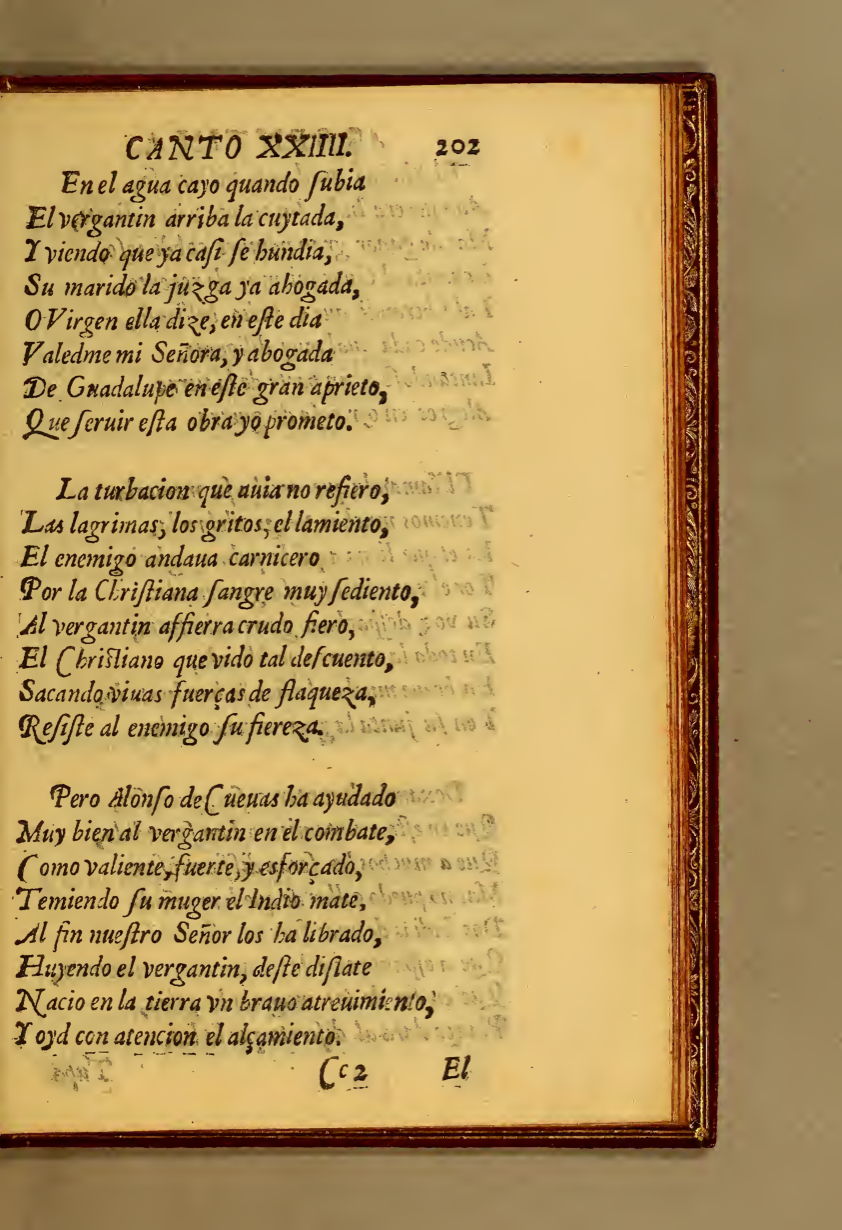 CANTO XXIIII. 202
En el agua cayo quando ſubia
El vergantin arriba la cuytada,
Y viendo que ya caſi ſe hundia,
Su marido la juzga ya ahogada,
O Virgen ella dize, en eſte dia
Valedme mi Señora, y abogada
De Guadalupe en eſte gran aprieto,
Que ſeruir eſta obra yo prometo.
La turbacion que auia no refiero,
Las lagrimas, los gritos, el lamiento,
El enemigo andaua carnicero
Por la Chriſtiana ſangre muy ſediento,
Al vergantin affierra crudo fiero,
El Chriſtiano que vido tal deſcuento,
Sacando viuas fuerças de flaqueza,
Reſiſte al enemigo ſu fiereza.
Pero Alonſo de Cueuas ha ayudado
Muy bien al vergantin en el combate,
Como valiente, fuerte, y esforçado,
Temiendo ſu muger el Indio mate,
Al fin nueſtro Señor los ha librado,
Huyendo el vergantin, deſte diſlate
Nacio en la tierra vn brauo atreuimiento,
Y oyd con atencion el alçamiento.
Cc2 El